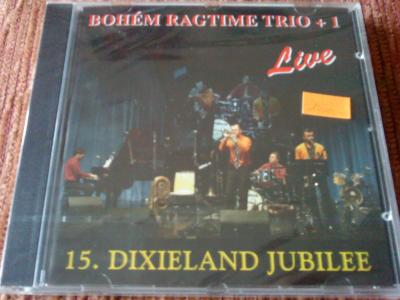 BOHÉM RAGTIME TRIO + 1
Live
15. DIXIELAND JUBILEE